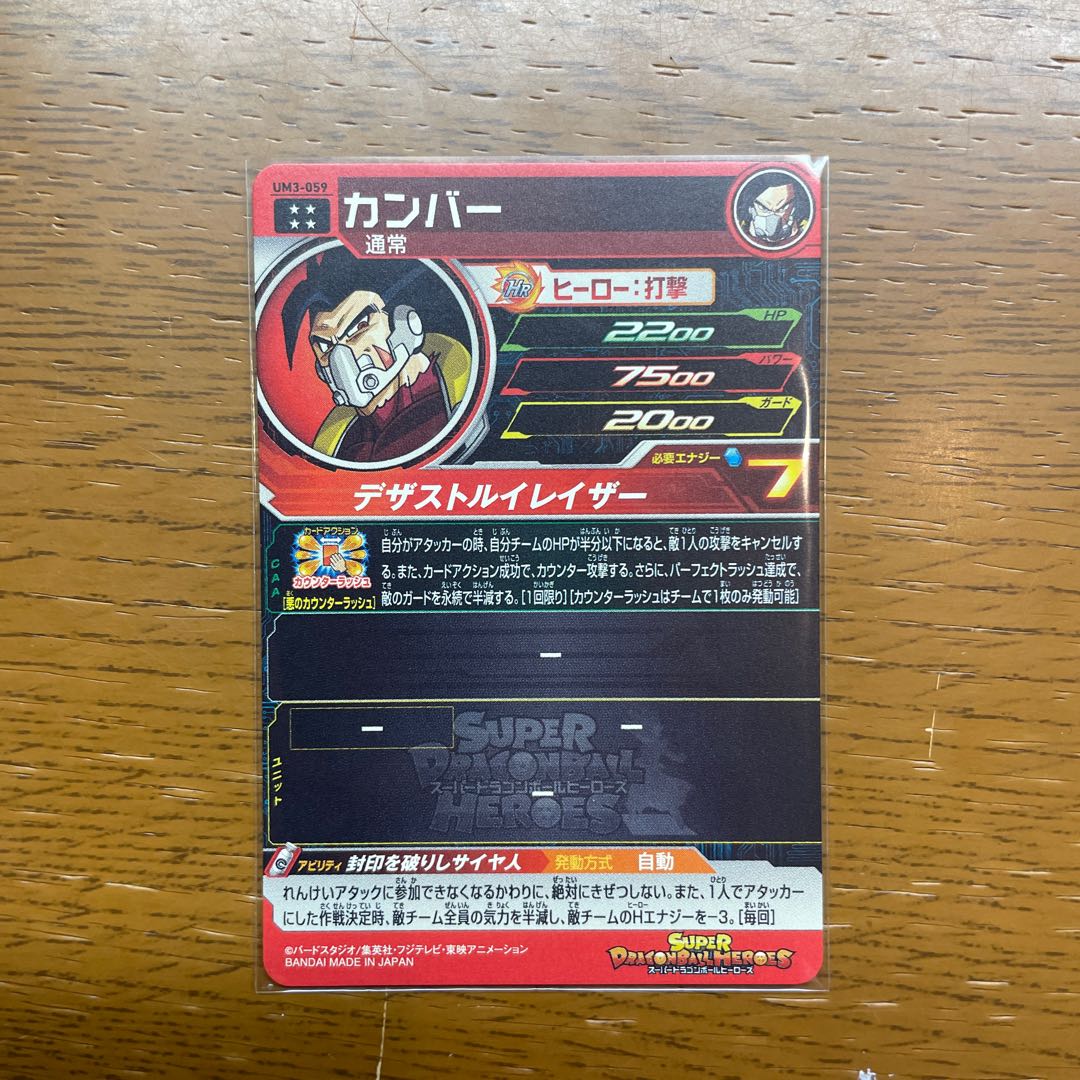 UM3-059
★★
★★
カンバー
通常
HR
ヒーロー:打撃
HP
2200
パワー
7500
ガード
2000
必要エナジー 7
デザストルイレイザー
CAA
カードアクション
カウンターラッシュ
[悪のカウンターラッシュ]
自分がアタッカーの時、自分チームのHPが半分以下になると、敵1人の攻撃をキャンセルす
る。また、カードアクション成功で、カウンター攻撃する。さらに、パーフェクトラッシュ達成で、
敵のガードを永続で半減する。[1回限り][カウンターラッシュはチームで1枚のみ発動可能]
ー
ユニット
ー
ー
ー
SUPER
DRAGONBALL
スーパードラゴンボールヒーローズ
HEROES
アビリティ 封印を破りしサイヤ人 発動方式 自動
れんけいアタックに参加できなくなるかわりに、絶対にきぜつしない。また、1人でアタッカー
にした作戦決定時、敵チーム全員の気力を半減し、敵チームのHエナジーを-3。[毎回]
©バードスタジオ/集英社・フジテレビ・東映アニメーション
BANDAI MADE IN JAPAN
SUPER
DRAGONBALL HEROES
スーパードラゴンボールヒーローズ